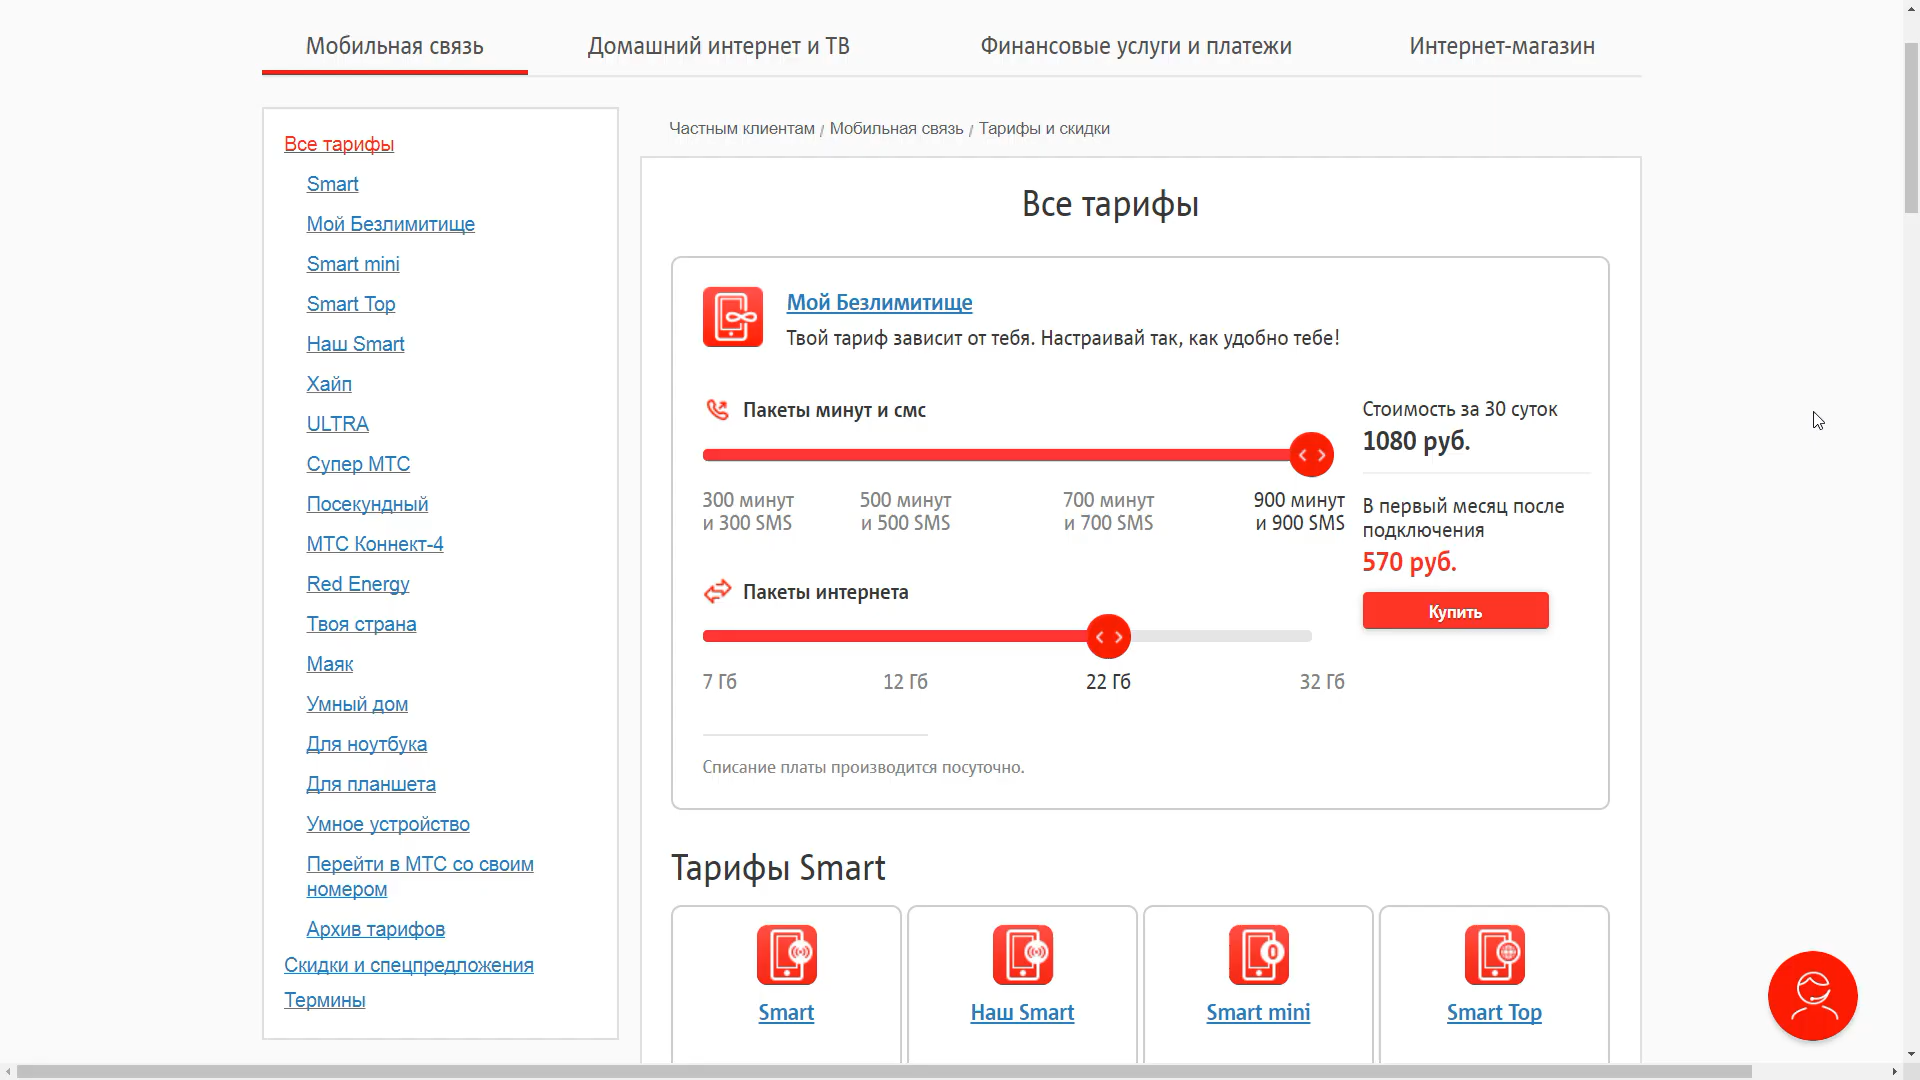 Мобильная связь
Домашний интернет и ТВ
Финансовые услуги и платежи
Интернет-магазин
Все тарифы
Smart
Мой Безлимитище
Smart mini
Smart Top
Наш Smart
Хайп
ULTRA
Супер МТС
Посекундный
МТС Коннект-4
Red Energy
Твоя страна
Маяк
Умный дом
Для ноутбука
Для планшета
Умное устройство
Перейти в МТС со своим
номером
Архив тарифов
Скидки и спецпредложения
Термины
Частным клиентам / Мобильная связь / Тарифы и скидки
Все тарифы
Мой Безлимитище
Твой тариф зависит от тебя. Настраивай так, как удобно тебе!
Пакеты минут и смс
300 минут
и 300 SMS
500 минут
и 500 SMS
700 минут
и 700 SMS
900 минут
и 900 SMS
Пакеты интернета
7 Гб
12 Гб
22 Гб
32 Гб
Списание платы производится посуточно.
Стоимость за 30 суток
1080 руб.
В первый месяц после
подключения
570 руб.
Купить
Тарифы Smart
Smart
Наш Smart
Smart mini
Smart Top